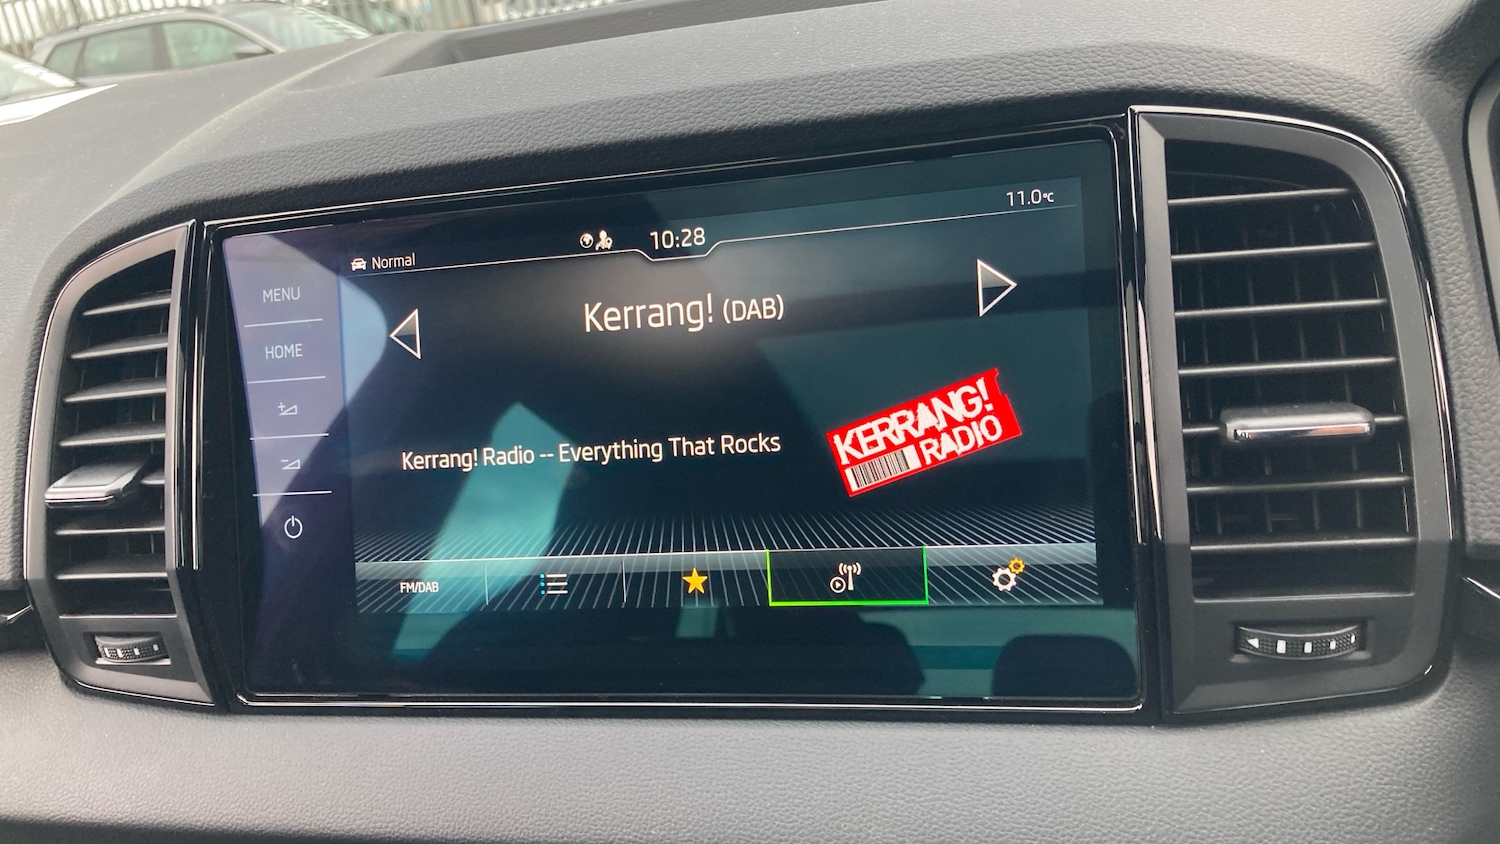 11.0°C
10:28
Normal
MENU
HOME
Kerrang! (DAB)
Kerrang! Radio -- Everything That Rocks
KERRANG!
RADIO
FM/DAB